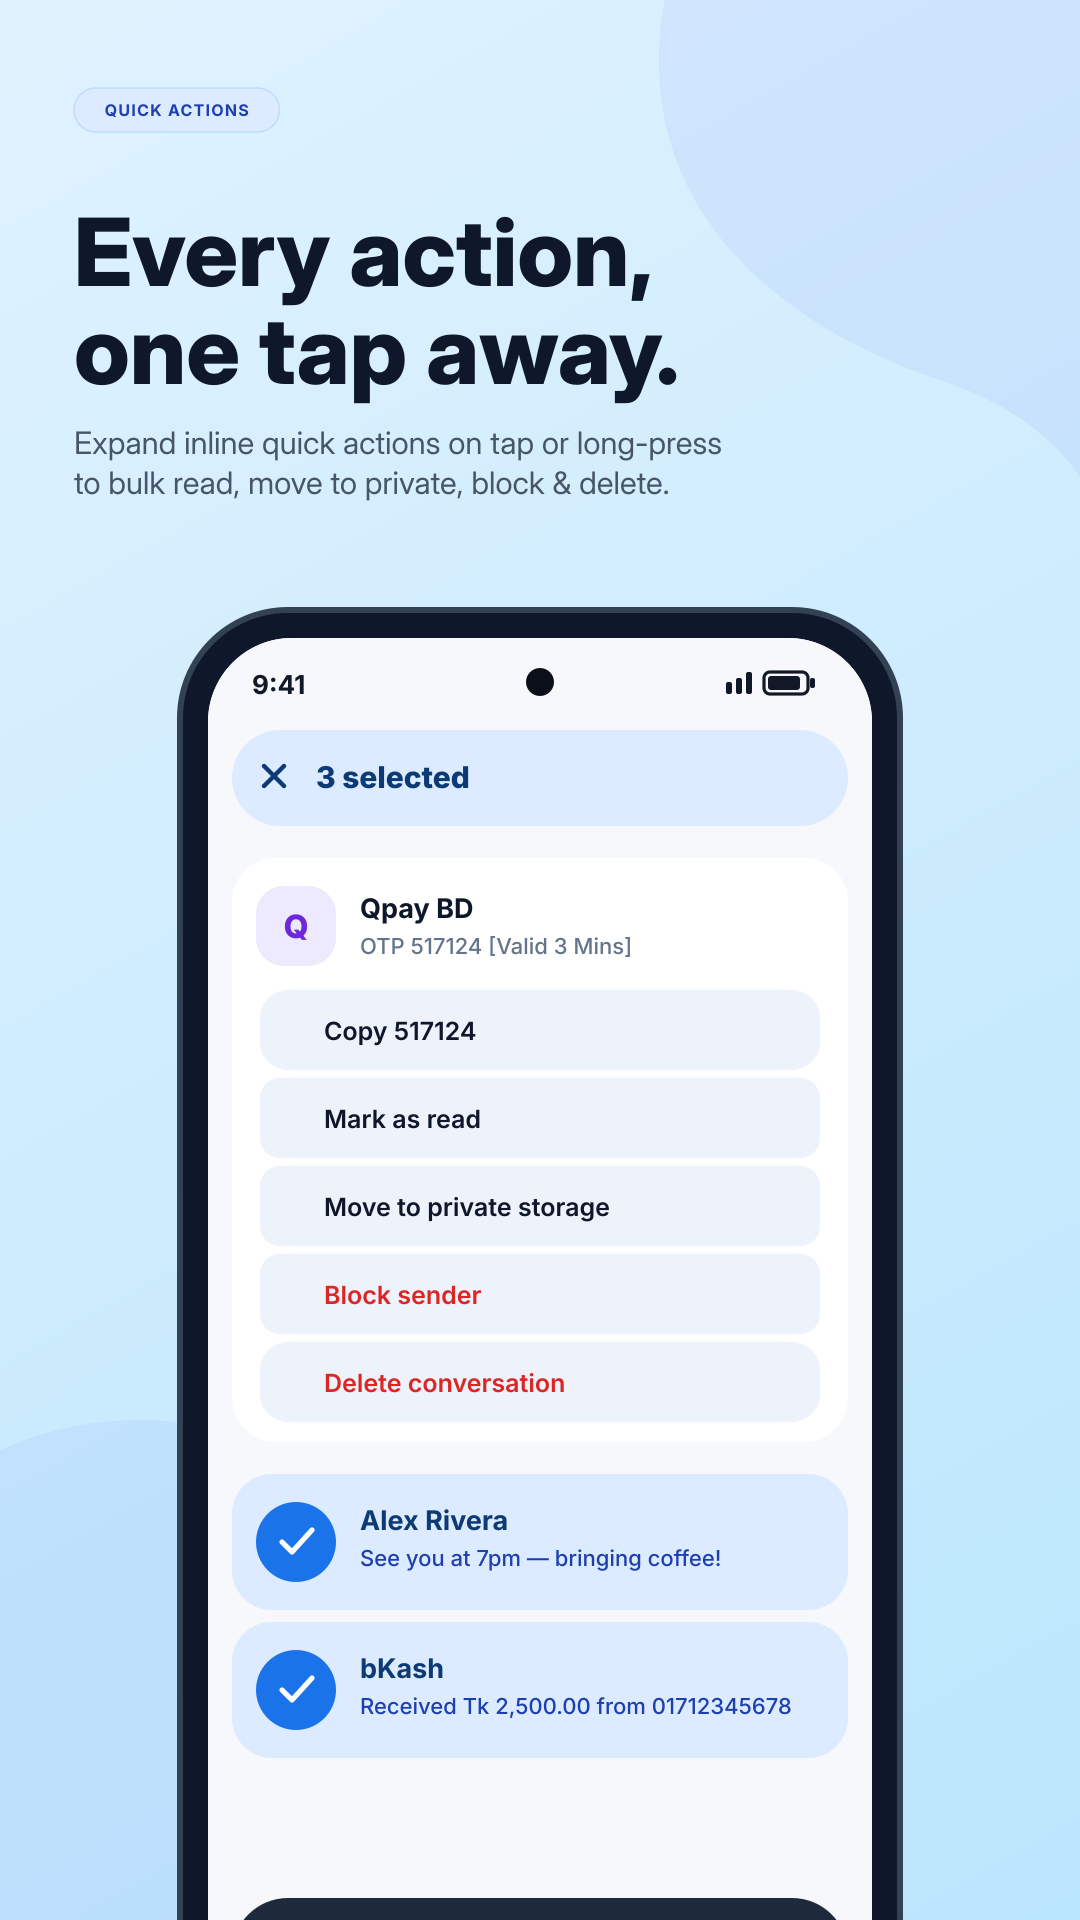 QUICK ACTIONS
Every action,
one tap away.
Expand inline quick actions on tap or long-press
to bulk read, move to private, block & delete.
9:41
3 selected
Q
Qpay BD
OTP 517124 [Valid 3 Mins]
Copy 517124
Mark as read
Move to private storage
Block sender
Delete conversation
Alex Rivera
See you at 7pm — bringing coffee!
bKash
Received Tk 2,500.00 from 01712345678